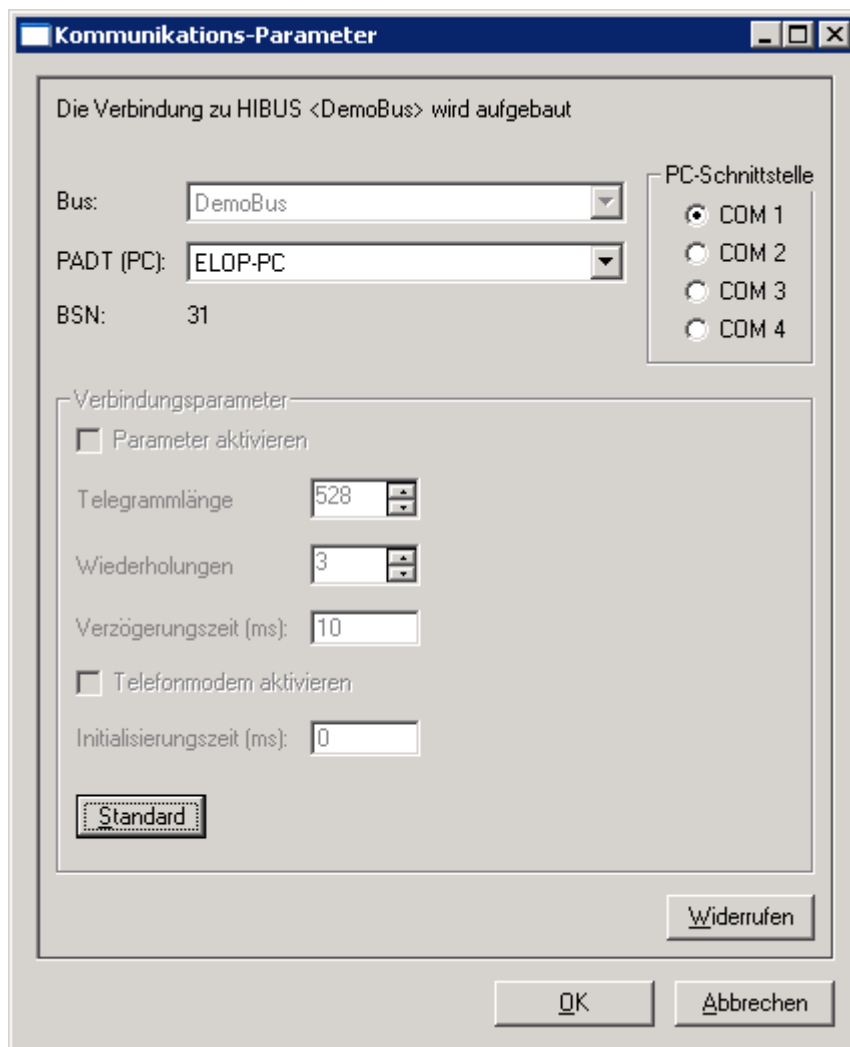 Kommunikations-Parameter
Die Verbindung zu HIBUS <DemoBus> wird aufgebaut
PC-Schnittstelle
Bus: DemoBus
COM 1
COM 2
PADT (PC): ELOP-PC
COM 3
BSN: 31
COM 4
Verbindungsparameter
Parameter aktivieren
Telegrammlänge 528
Wiederholungen 3
Verzögerungszeit (ms): 10
Telefonmodem aktivieren
Initialisierungszeit (ms): 0
Standard
Widerrufen
OK Abbrechen